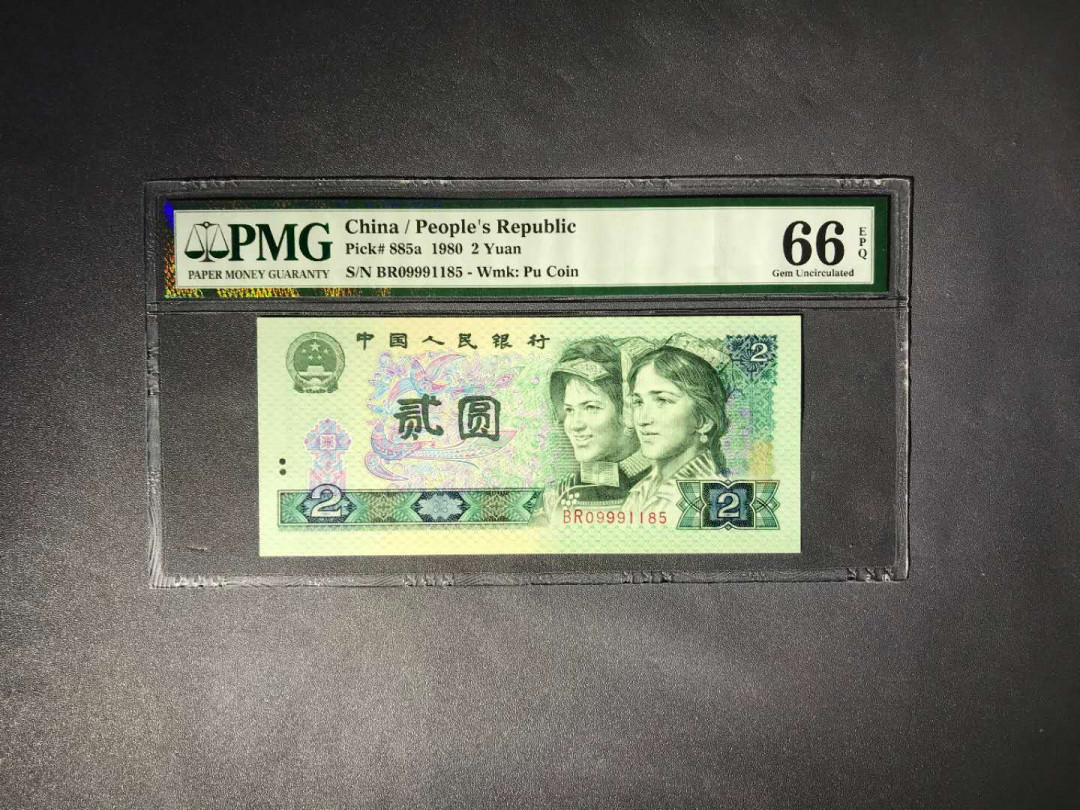 PMG
PAPER MONEY GUARANTY
China / People's Republic
Pick# 885a 1980 2 Yuan
S/N BR09991185 - Wmk: Pu Coin
66
EPQ
Gem Uncirculated
中国人民银行
2
贰圆
2
BR09991185
2